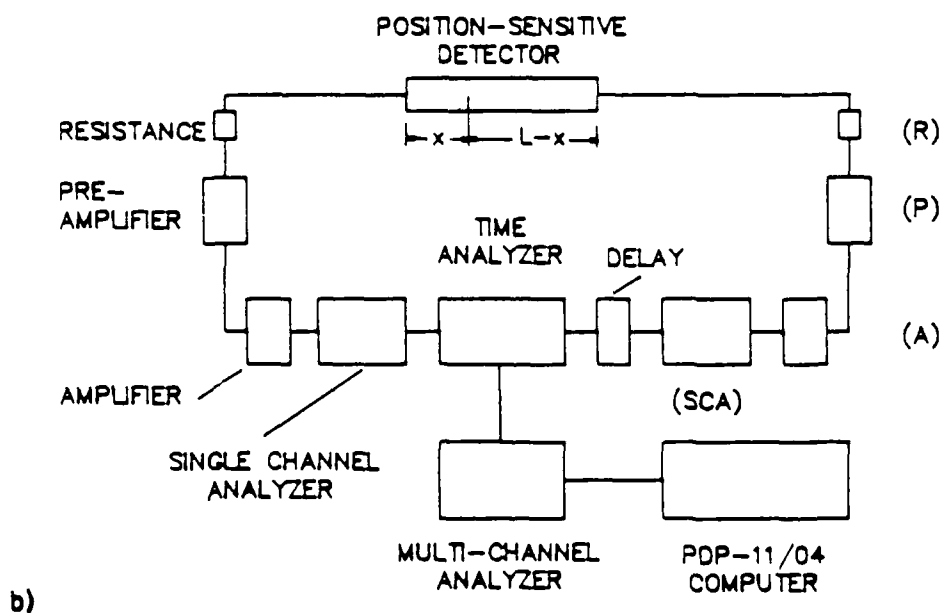 POSITION-SENSITIVE
DETECTOR
x
L-x
RESISTANCE
(R)
PRE-
AMPLIFIER
(P)
TIME
ANALYZER
DELAY
(A)
AMPLIFIER
(SCA)
SINGLE CHANNEL
ANALYZER
MULTI-CHANNEL
ANALYZER
PDP-11/04
COMPUTER
b)